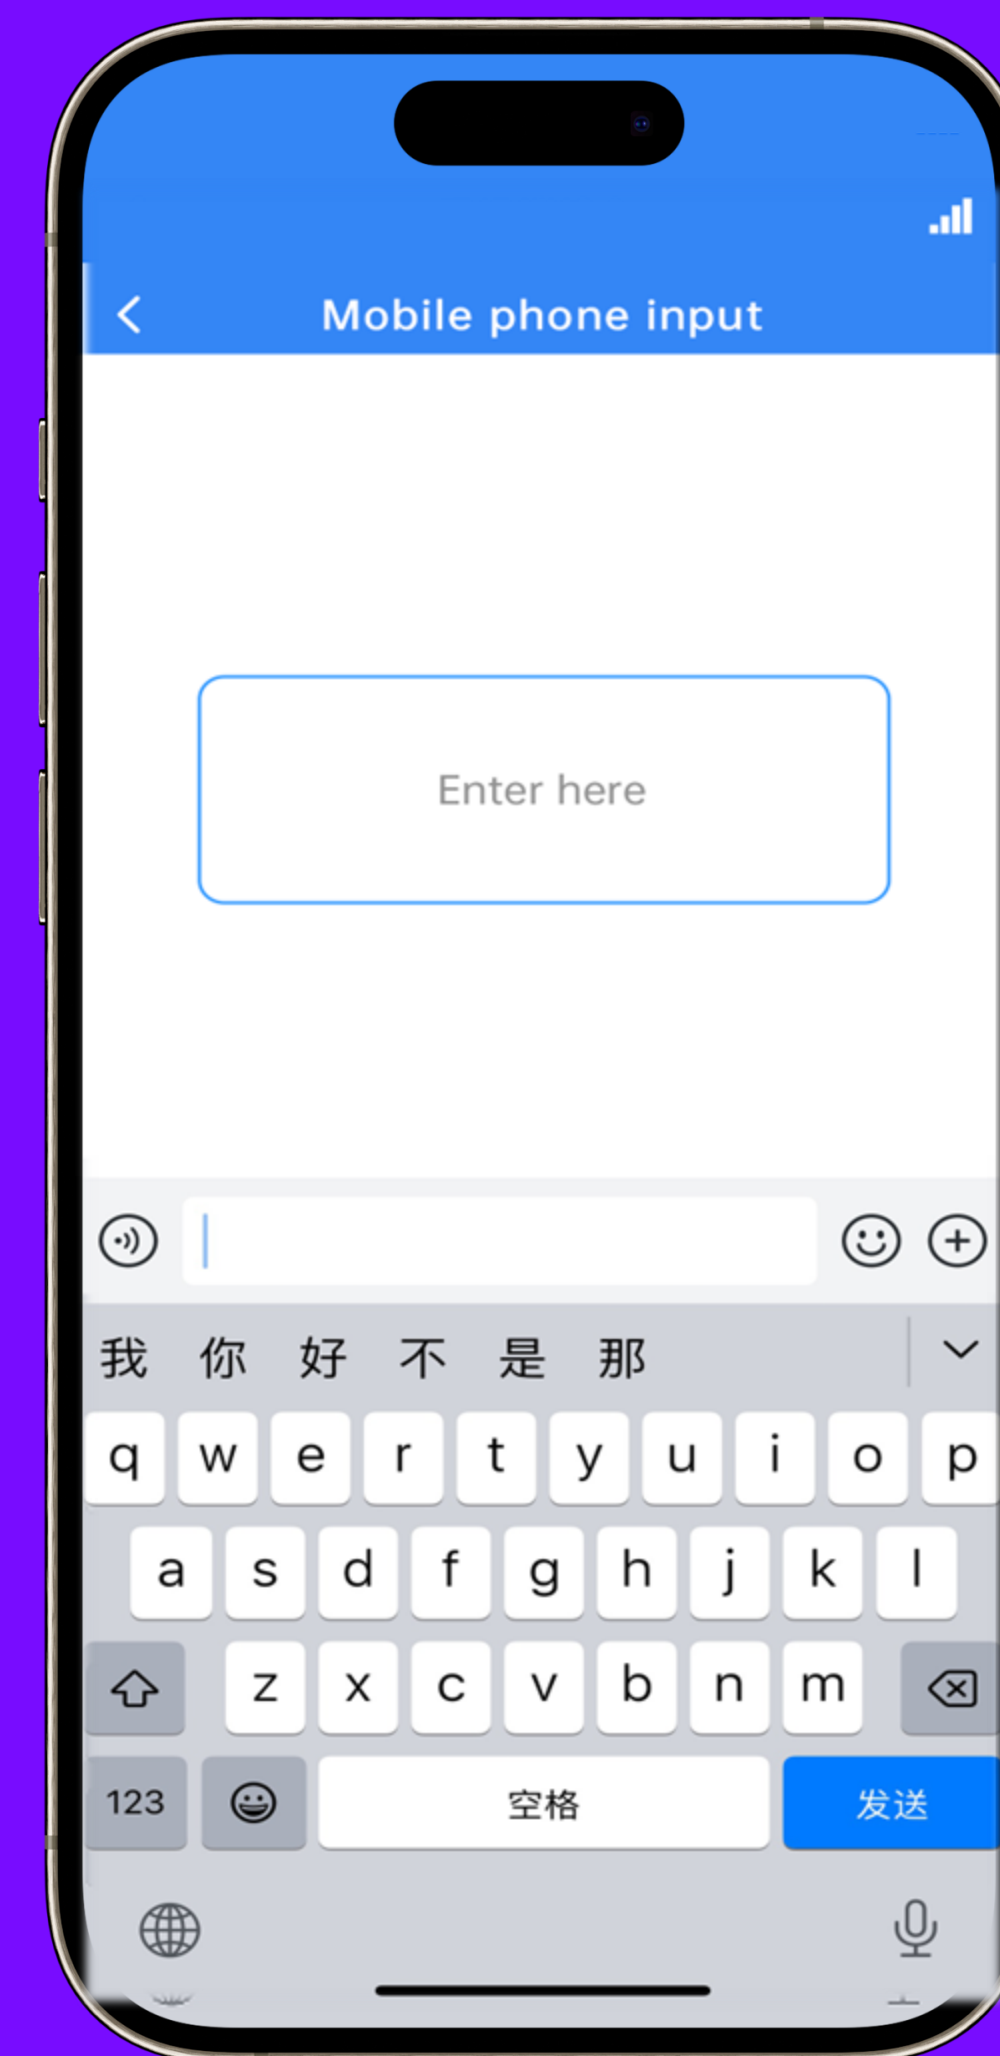 Mobile phone input
Enter here
我 你 好 不 是 那
q w e r t y u i o p
a s d f g h j k l
z x c v b n m
123 空格 发送